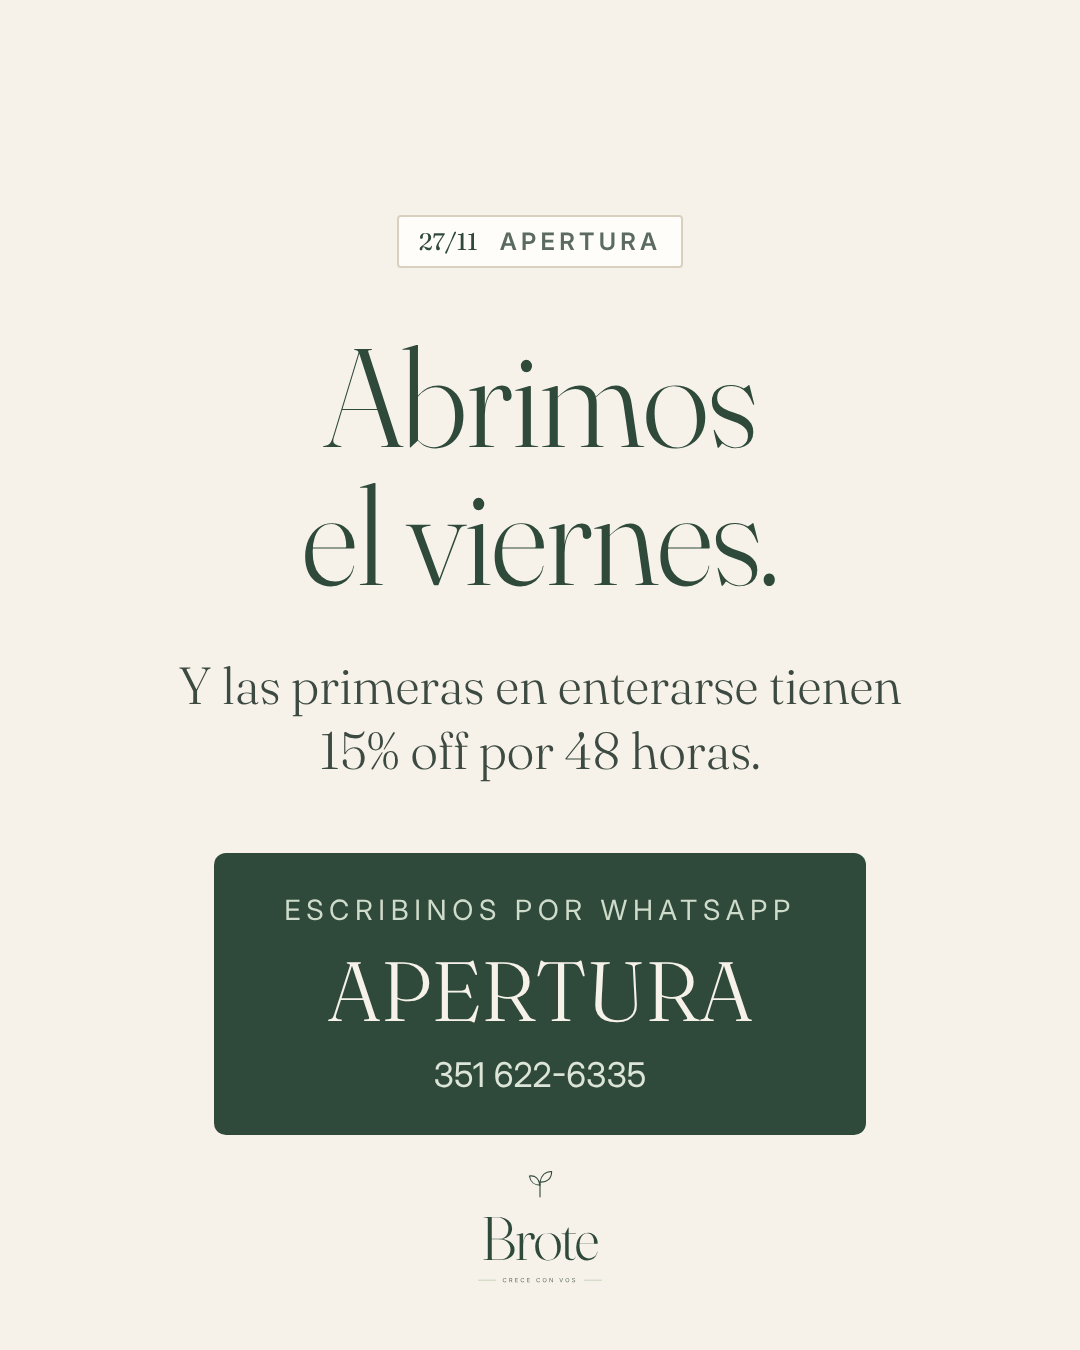 27/11 APERTURA
Abrimos
el viernes.
Y las primeras en enterarse tienen
15% off por 48 horas.
ESCRIBINOS POR WHATSAPP
APERTURA
351 622-6335
Brote
CRECE CON VOS